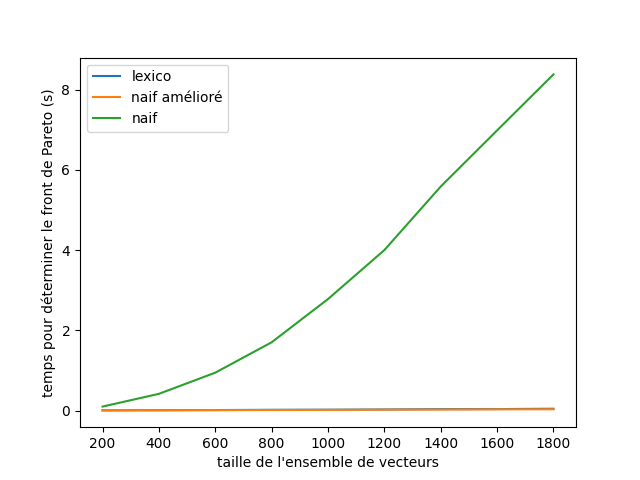 lexico
naif amélioré
naif
temps pour déterminer le front de Pareto (s)
8
6
4
2
0
200 400 600 800 1000 1200 1400 1600 1800
taille de l'ensemble de vecteurs